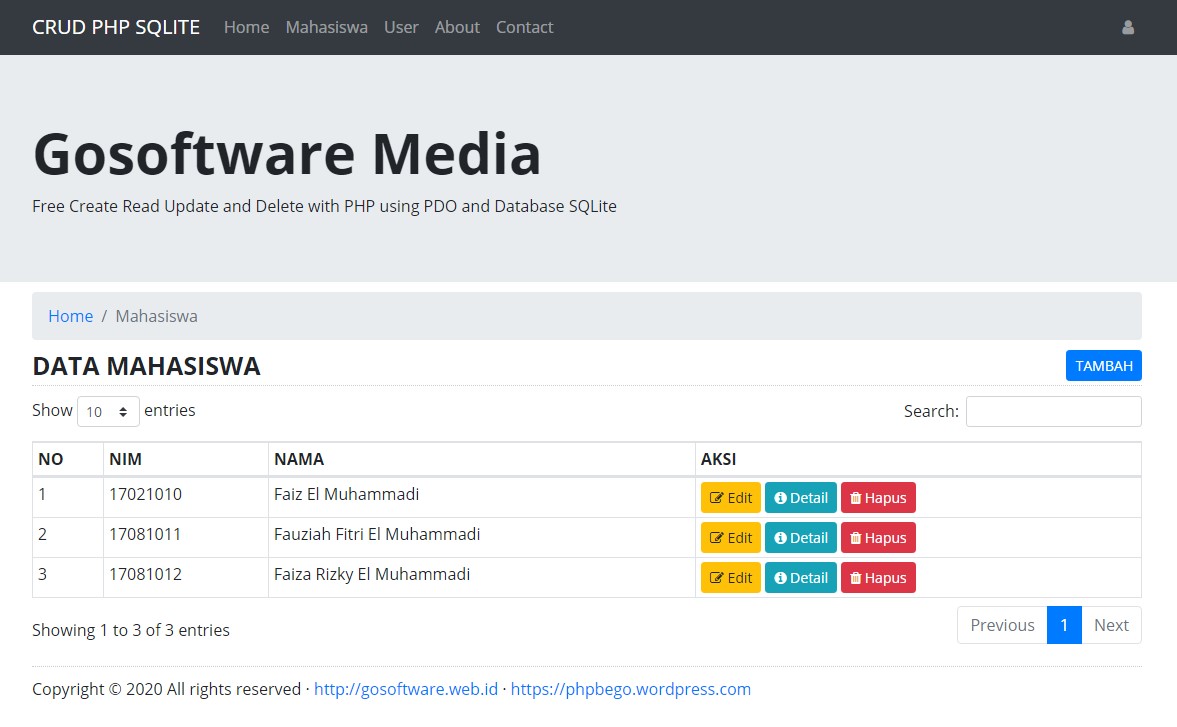 CRUD PHP SQLITE Home Mahasiswa User About Contact
Gosoftware Media
Free Create Read Update and Delete with PHP using PDO and Database SQLite
Home / Mahasiswa
DATA MAHASISWA TAMBAH
Show 10 entries Search:
NO NIM NAMA AKSI
1 17021010 Faiz El Muhammadi Edit Detail Hapus
2 17081011 Fauziah Fitri El Muhammadi Edit Detail Hapus
3 17081012 Faiza Rizky El Muhammadi Edit Detail Hapus
Showing 1 to 3 of 3 entries Previous 1 Next
Copyright © 2020 All rights reserved · http://gosoftware.web.id · https://phpbego.wordpress.com